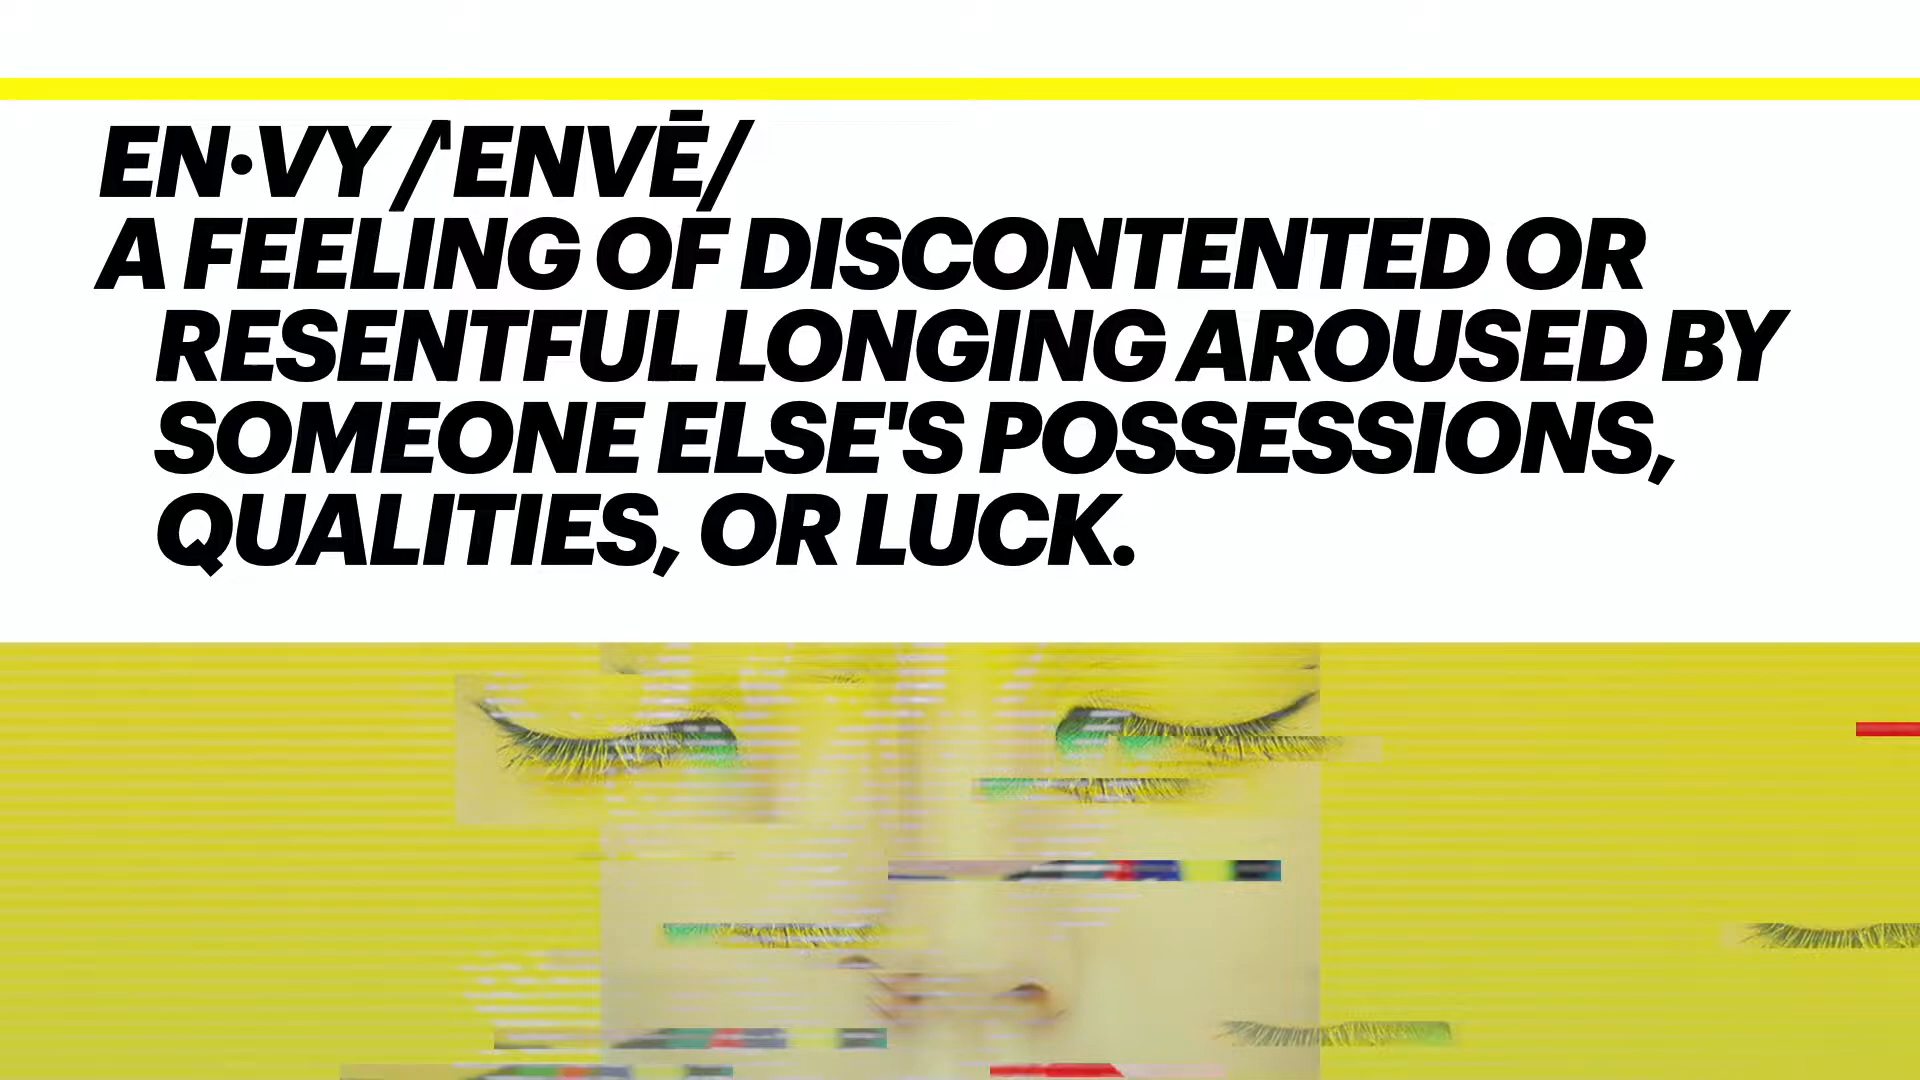 EN·VY /ˈENVĒ/
A FEELING OF DISCONTENTED OR
RESENTFUL LONGING AROUSED BY
SOMEONE ELSE'S POSSESSIONS,
QUALITIES, OR LUCK.